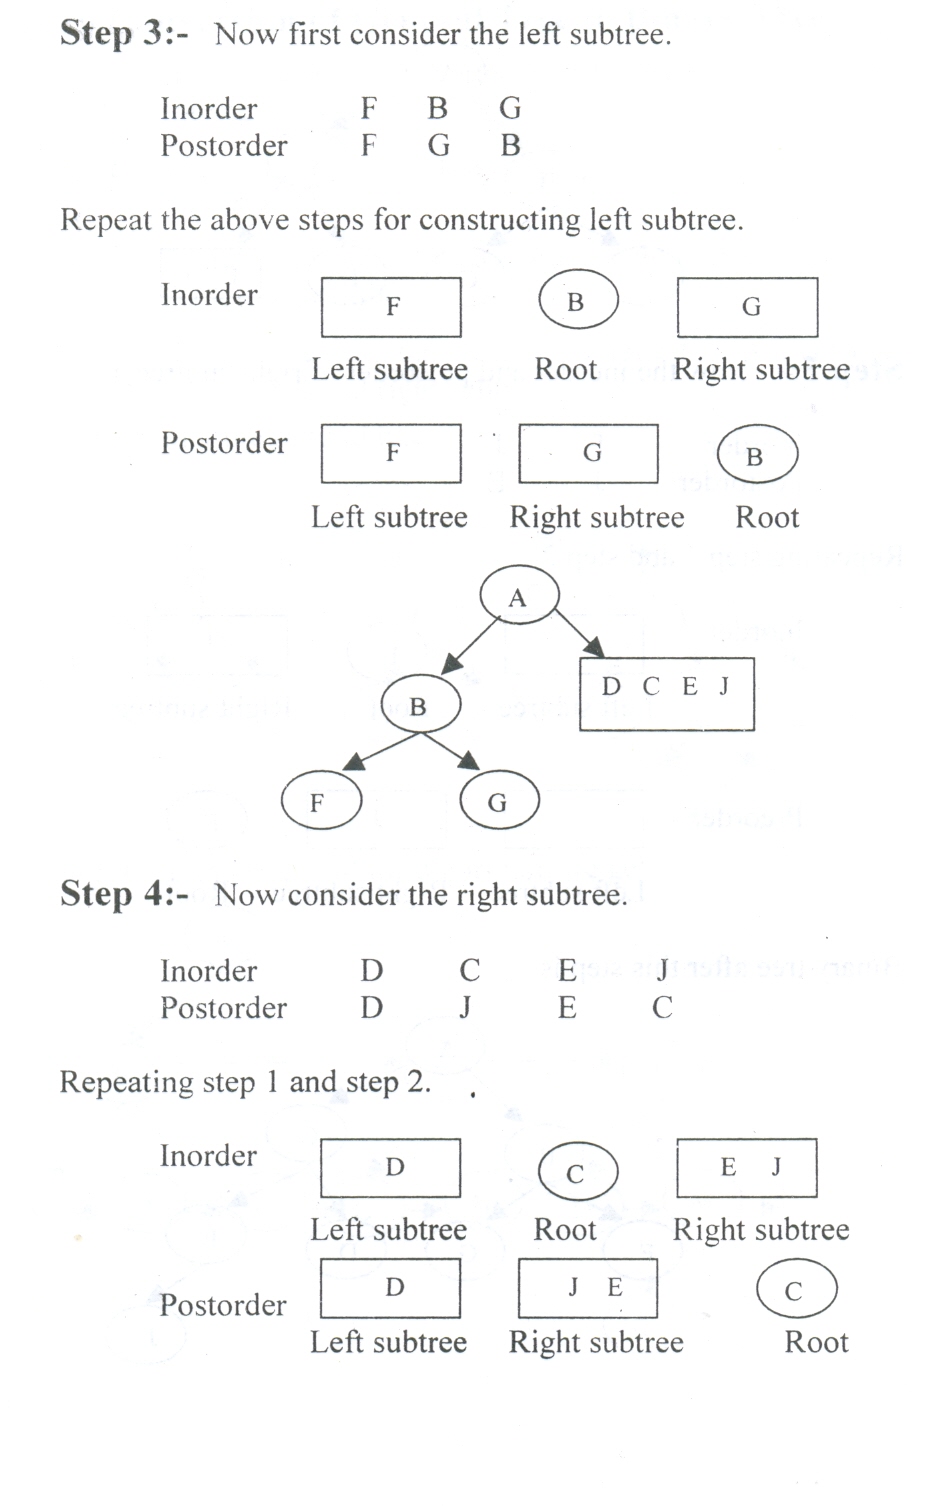 Step 3:- Now first consider the left subtree.
Inorder F B G
Postorder F G B
Repeat the above steps for constructing left subtree.
Inorder F B G
Left subtree Root Right subtree
Postorder F G B
Left subtree Right subtree Root
A
D C E J
B
F G
Step 4:- Now consider the right subtree.
Inorder D C E J
Postorder D J E C
Repeating step 1 and step 2.
Inorder D C E J
Left subtree Root Right subtree
Postorder D J E C
Left subtree Right subtree Root